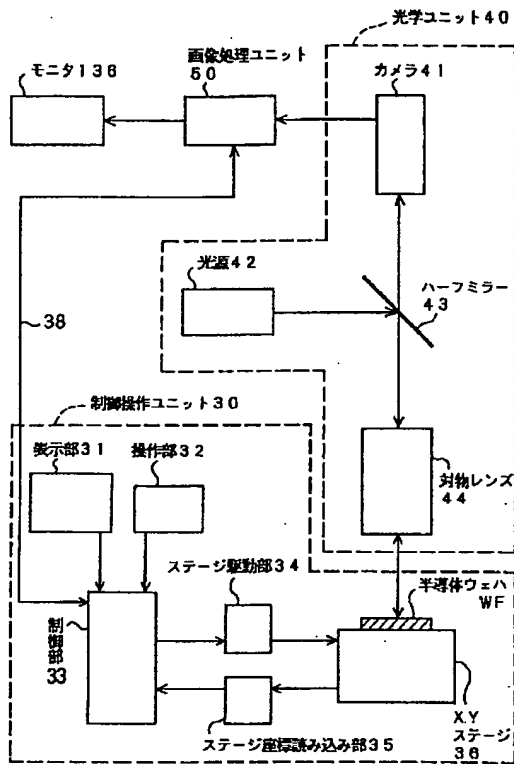 光学ユニット40
画像処理ユニット
50
モニタ136
カメラ41
光源42
ハーフミラー
43
38
制御操作ユニット30
表示部31
操作部32
対物レンズ
44
ステージ駆動部34
半導体ウェハ
WF
制御部
33
ステージ座標読み込み部35
X.Y
ステージ
36